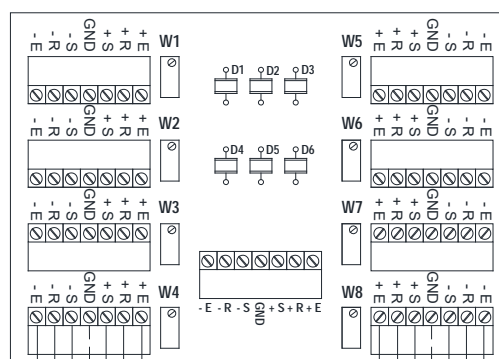 -E -R -S GND +S +R +E W1
D1 D2 D3
W5 +E +R +S GND -S -R -E
-E -R -S GND +S +R +E W2
D4 D5 D6
W6 +E +R +S GND -S -R -E
-E -R -S GND +S +R +E W3
W7 +E +R +S GND -S -R -E
-E -R -S GND +S +R +E W4
-E -R -S GND +S +R +E
W8 +E +R +S GND -S -R -E